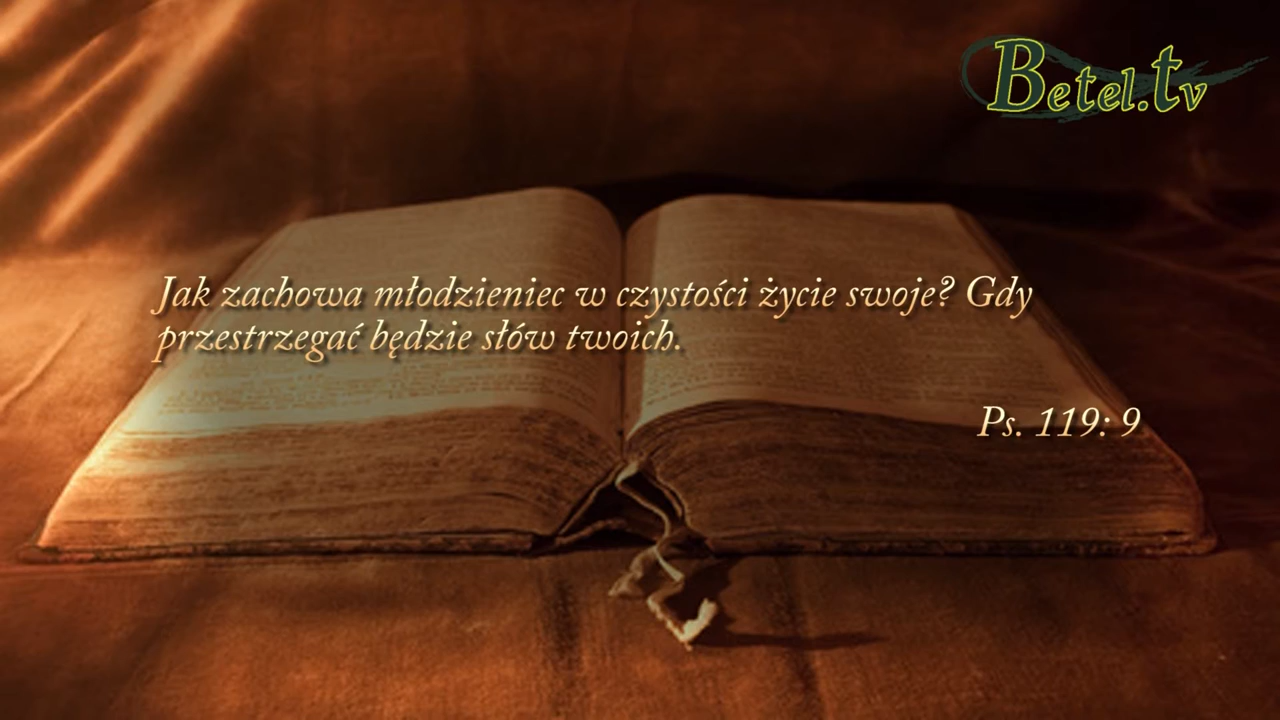 Betel.tv
Jak zachowa młodzieniec w czystości życie swoje? Gdy
przestrzegać będzie słów twoich.
Ps. 119: 9